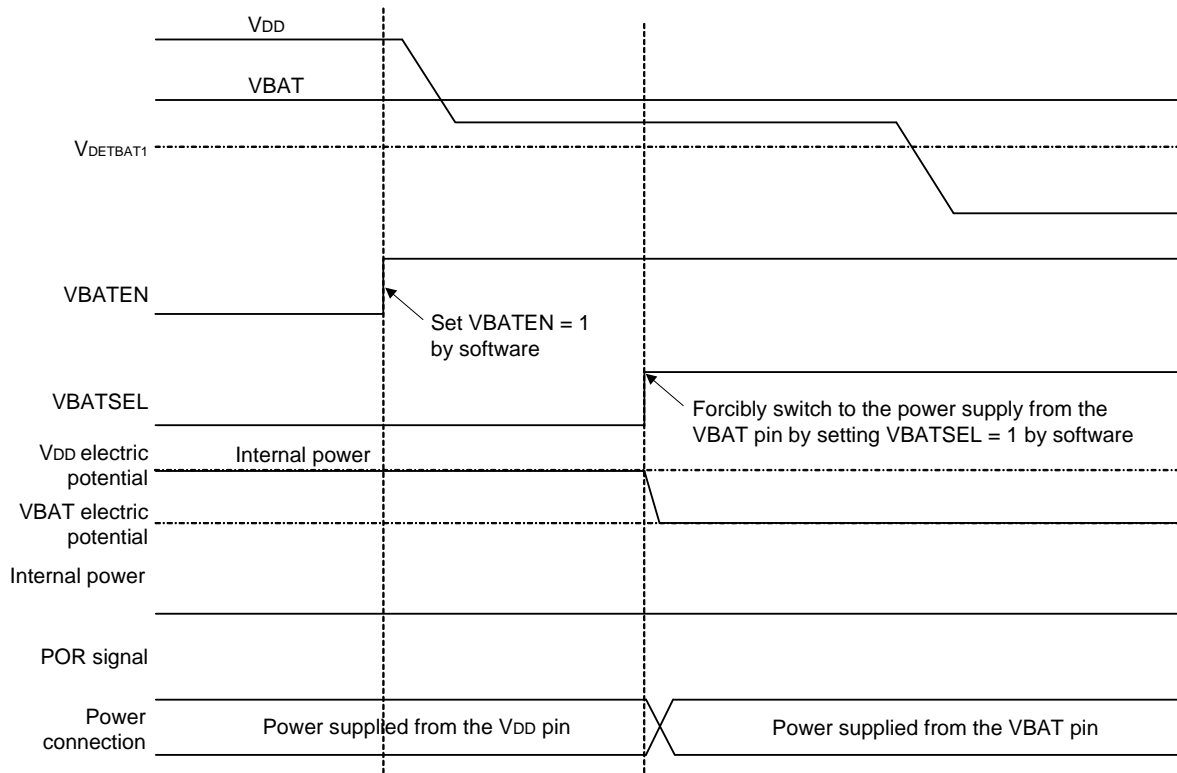 VDD
VBAT
VDETBAT1
VBATEN
Set VBATEN = 1
by software
VBATSEL
Forcibly switch to the power supply from the
VBAT pin by setting VBATSEL = 1 by software
VDD electric
potential
Internal power
VBAT electric
potential
Internal power
POR signal
Power
connection
Power supplied from the VDD pin
Power supplied from the VBAT pin